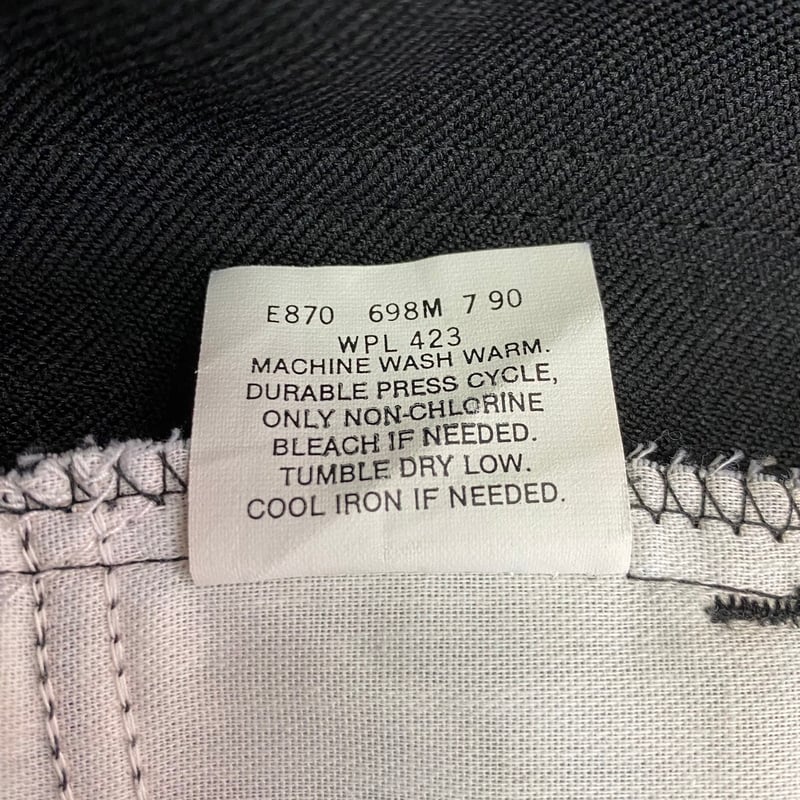 E870 698M 7 90
WPL 423
MACHINE WASH WARM.
DURABLE PRESS CYCLE,
ONLY NON-CHLORINE
BLEACH IF NEEDED.
TUMBLE DRY LOW.
COOL IRON IF NEEDED.